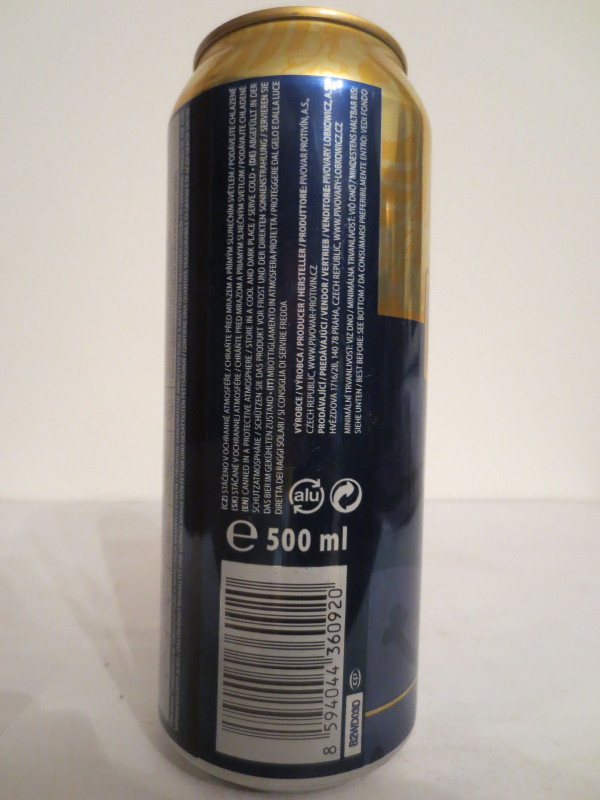 (CZ) STÁČENO V OCHRANNÉ ATMOSFÉŘE / CHRAŇTE PŘED MRAZEM A PŘÍMÝM SLUNEČNÍM SVĚTLEM / PODÁVEJTE CHLAZENÉ
(SK) STÁČANÉ V OCHRANNEJ ATMOSFÉRE / CHRÁŇTE PRED MRAZOM A PRIAMYM SLNEČNÝM SVETLOM / PODÁVAJTE CHLADENÉ
(EN) CANNED IN A PROTECTIVE ATMOSPHERE / STORE IN A COOL AND DARK PLACE / SERVE COLD • (DE) ABGEFÜLLT IN DER
SCHUTZATMOSPHÄRE / SCHÜTZEN SIE DAS PRODUKT VOR FROST UND DER DIREKTEN SONNENSTRAHLUNG / SERVIEREN SIE
DAS BIER IM GEKÜHLTEN ZUSTAND • (IT) IMBOTTIGLIAMENTO IN ATMOSFERA PROTETTA / PROTEGGERE DAL GELO E DALLA LUCE
DIRETTA DEI RAGGI SOLARI / SI CONSIGLIA DI SERVIRE FREDDA
VÝROBCE / VÝROBCA / PRODUCER / HERSTELLER / PRODUTTORE: PIVOVAR PROTIVÍN, A.S.,
CZECH REPUBLIC, WWW.PIVOVAR-PROTIVIN.CZ
PRODÁVAJÍCÍ / PREDÁVAJÚCI / VENDOR / VERTRIEB / VENDITORE: PIVOVARY LOBKOWICZ, A.S.,
HVĚZDOVA 1716/2B, 140 78 PRAHA, CZECH REPUBLIC, WWW.PIVOVARY-LOBKOWICZ.CZ
MINIMÁLNÍ TRVANLIVOST: VIZ DNO / MINIMÁLNA TRVANLIVOSŤ: VIĎ DNO / MINDESTENS HALTBAR BIS:
SIEHE UNTEN / BEST BEFORE: SEE BOTTOM / DA CONSUMARSI PREFERIBILMENTE ENTRO: VEDI FONDO
alu
e 500 ml
8 594044 360920
B2WD03D